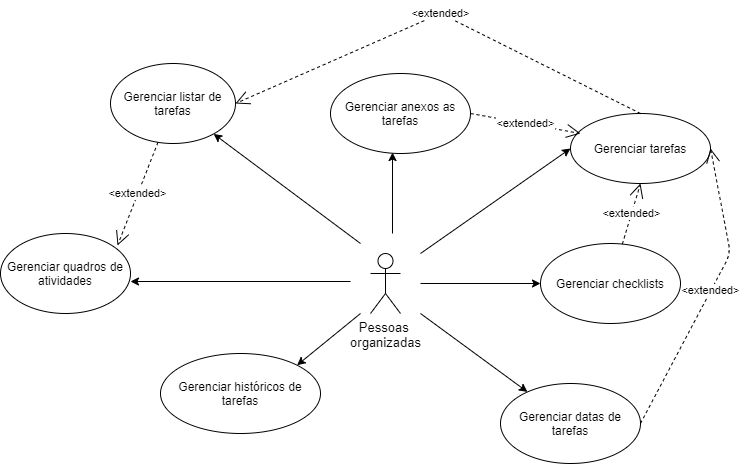 <extended>
Gerenciar listar de
tarefas
Gerenciar anexos as
tarefas
<extended>
Gerenciar tarefas
<extended>
<extended>
Gerenciar quadros de
atividades
Gerenciar checklists
<extended>
Pessoas
organizadas
Gerenciar históricos de
tarefas
Gerenciar datas de
tarefas